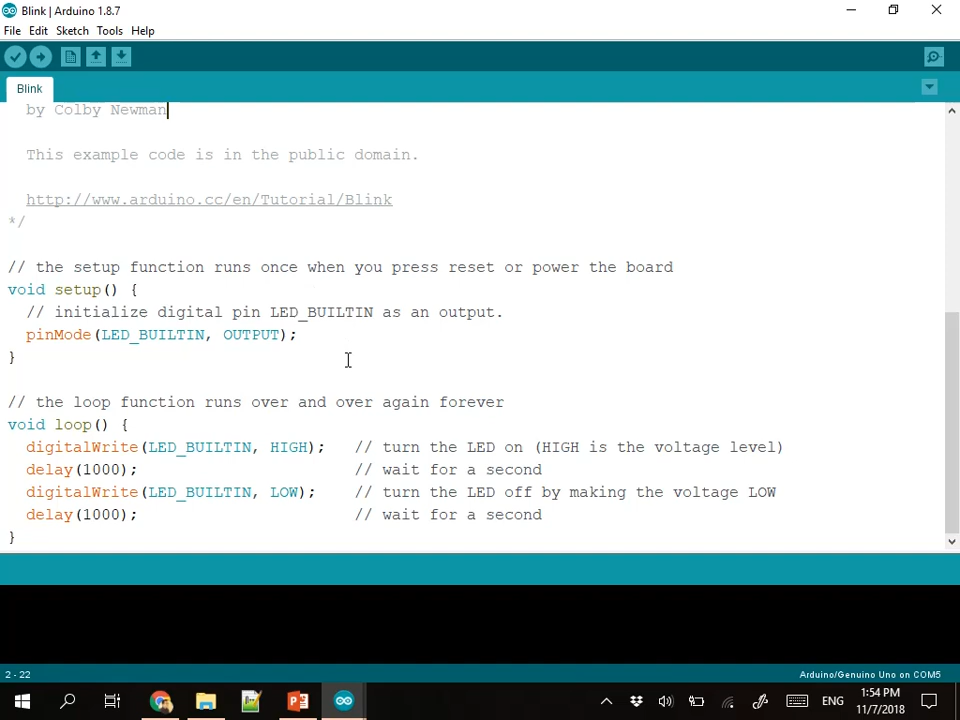 Blink | Arduino 1.8.7
File Edit Sketch Tools Help
Blink
by Colby Newman
This example code is in the public domain.
http://www.arduino.cc/en/Tutorial/Blink
*/
// the setup function runs once when you press reset or power the board
void setup() {
// initialize digital pin LED_BUILTIN as an output.
pinMode(LED_BUILTIN, OUTPUT);
}
// the loop function runs over and over again forever
void loop() {
digitalWrite(LED_BUILTIN, HIGH); // turn the LED on (HIGH is the voltage level)
delay(1000); // wait for a second
digitalWrite(LED_BUILTIN, LOW); // turn the LED off by making the voltage LOW
delay(1000); // wait for a second
}
2 - 22
Arduino/Genuino Uno on COM5
ENG
1:54 PM
11/7/2018